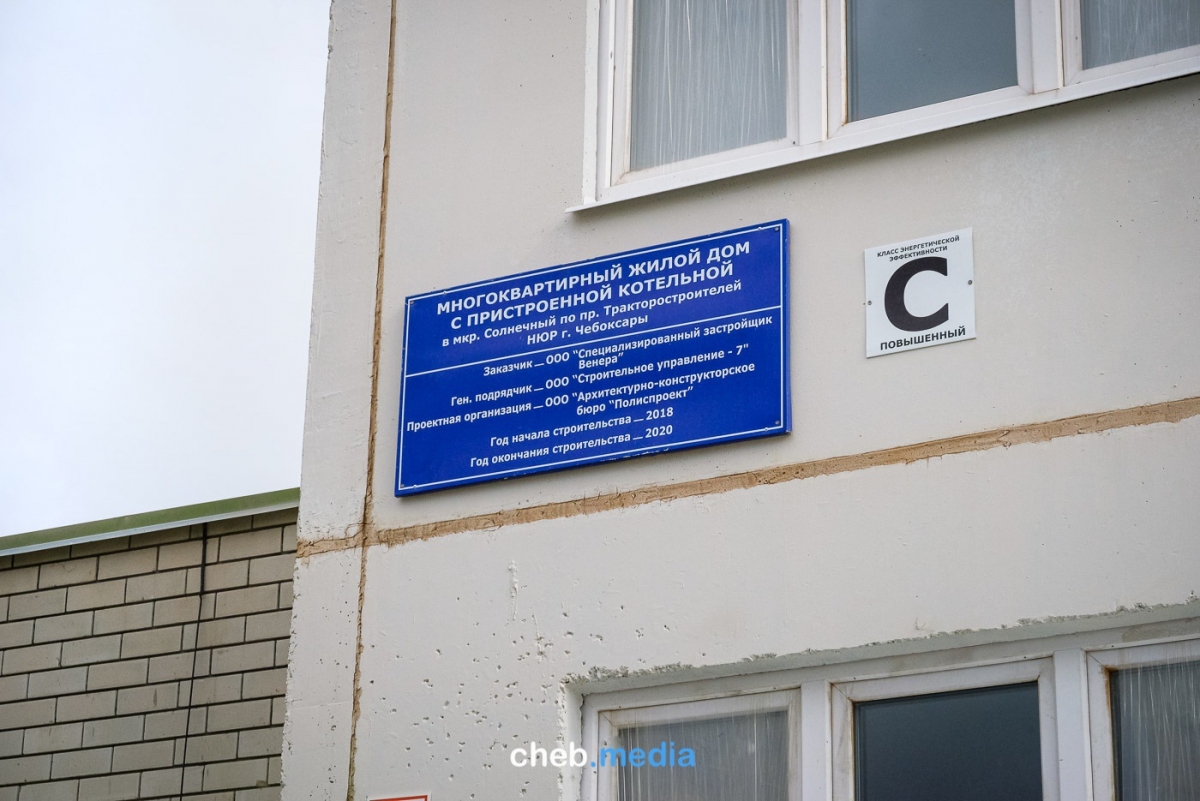 МНОГОКВАРТИРНЫЙ ЖИЛОЙ ДОМ
С ПРИСТРОЕННОЙ КОТЕЛЬНОЙ
в мкр. Солнечный по пр. Тракторостроителей
НЮР г. Чебоксары
Заказчик — ООО "Специализированный застройщик
Венера"
Ген. подрядчик — ООО "Строительное управление - 7"
Проектная организация — ООО "Архитектурно-конструкторское
бюро "Полиспроект"
Год начала строительства — 2018
Год окончания строительства — 2020
КЛАСС ЭНЕРГЕТИЧЕСКОЙ
ЭФФЕКТИВНОСТИ
С
ПОВЫШЕННЫЙ
cheb.media